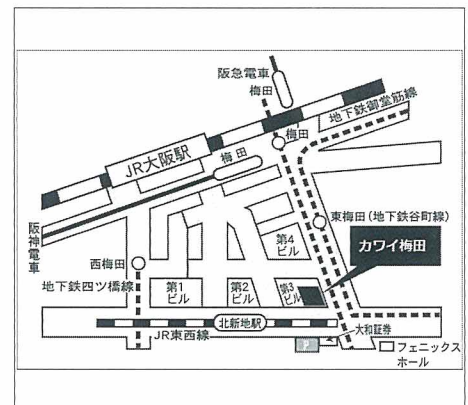 阪急電車
梅田
地下鉄御堂筋線
梅田
JR大阪駅
梅田
阪神電車
東梅田(地下鉄谷町線)
カワイ梅田
西梅田
第4
ビル
地下鉄四ツ橋線
第1
ビル
第2
ビル
第3
ビル
北新地駅
JR東西線
大和証券
P
フェニックス
ホール